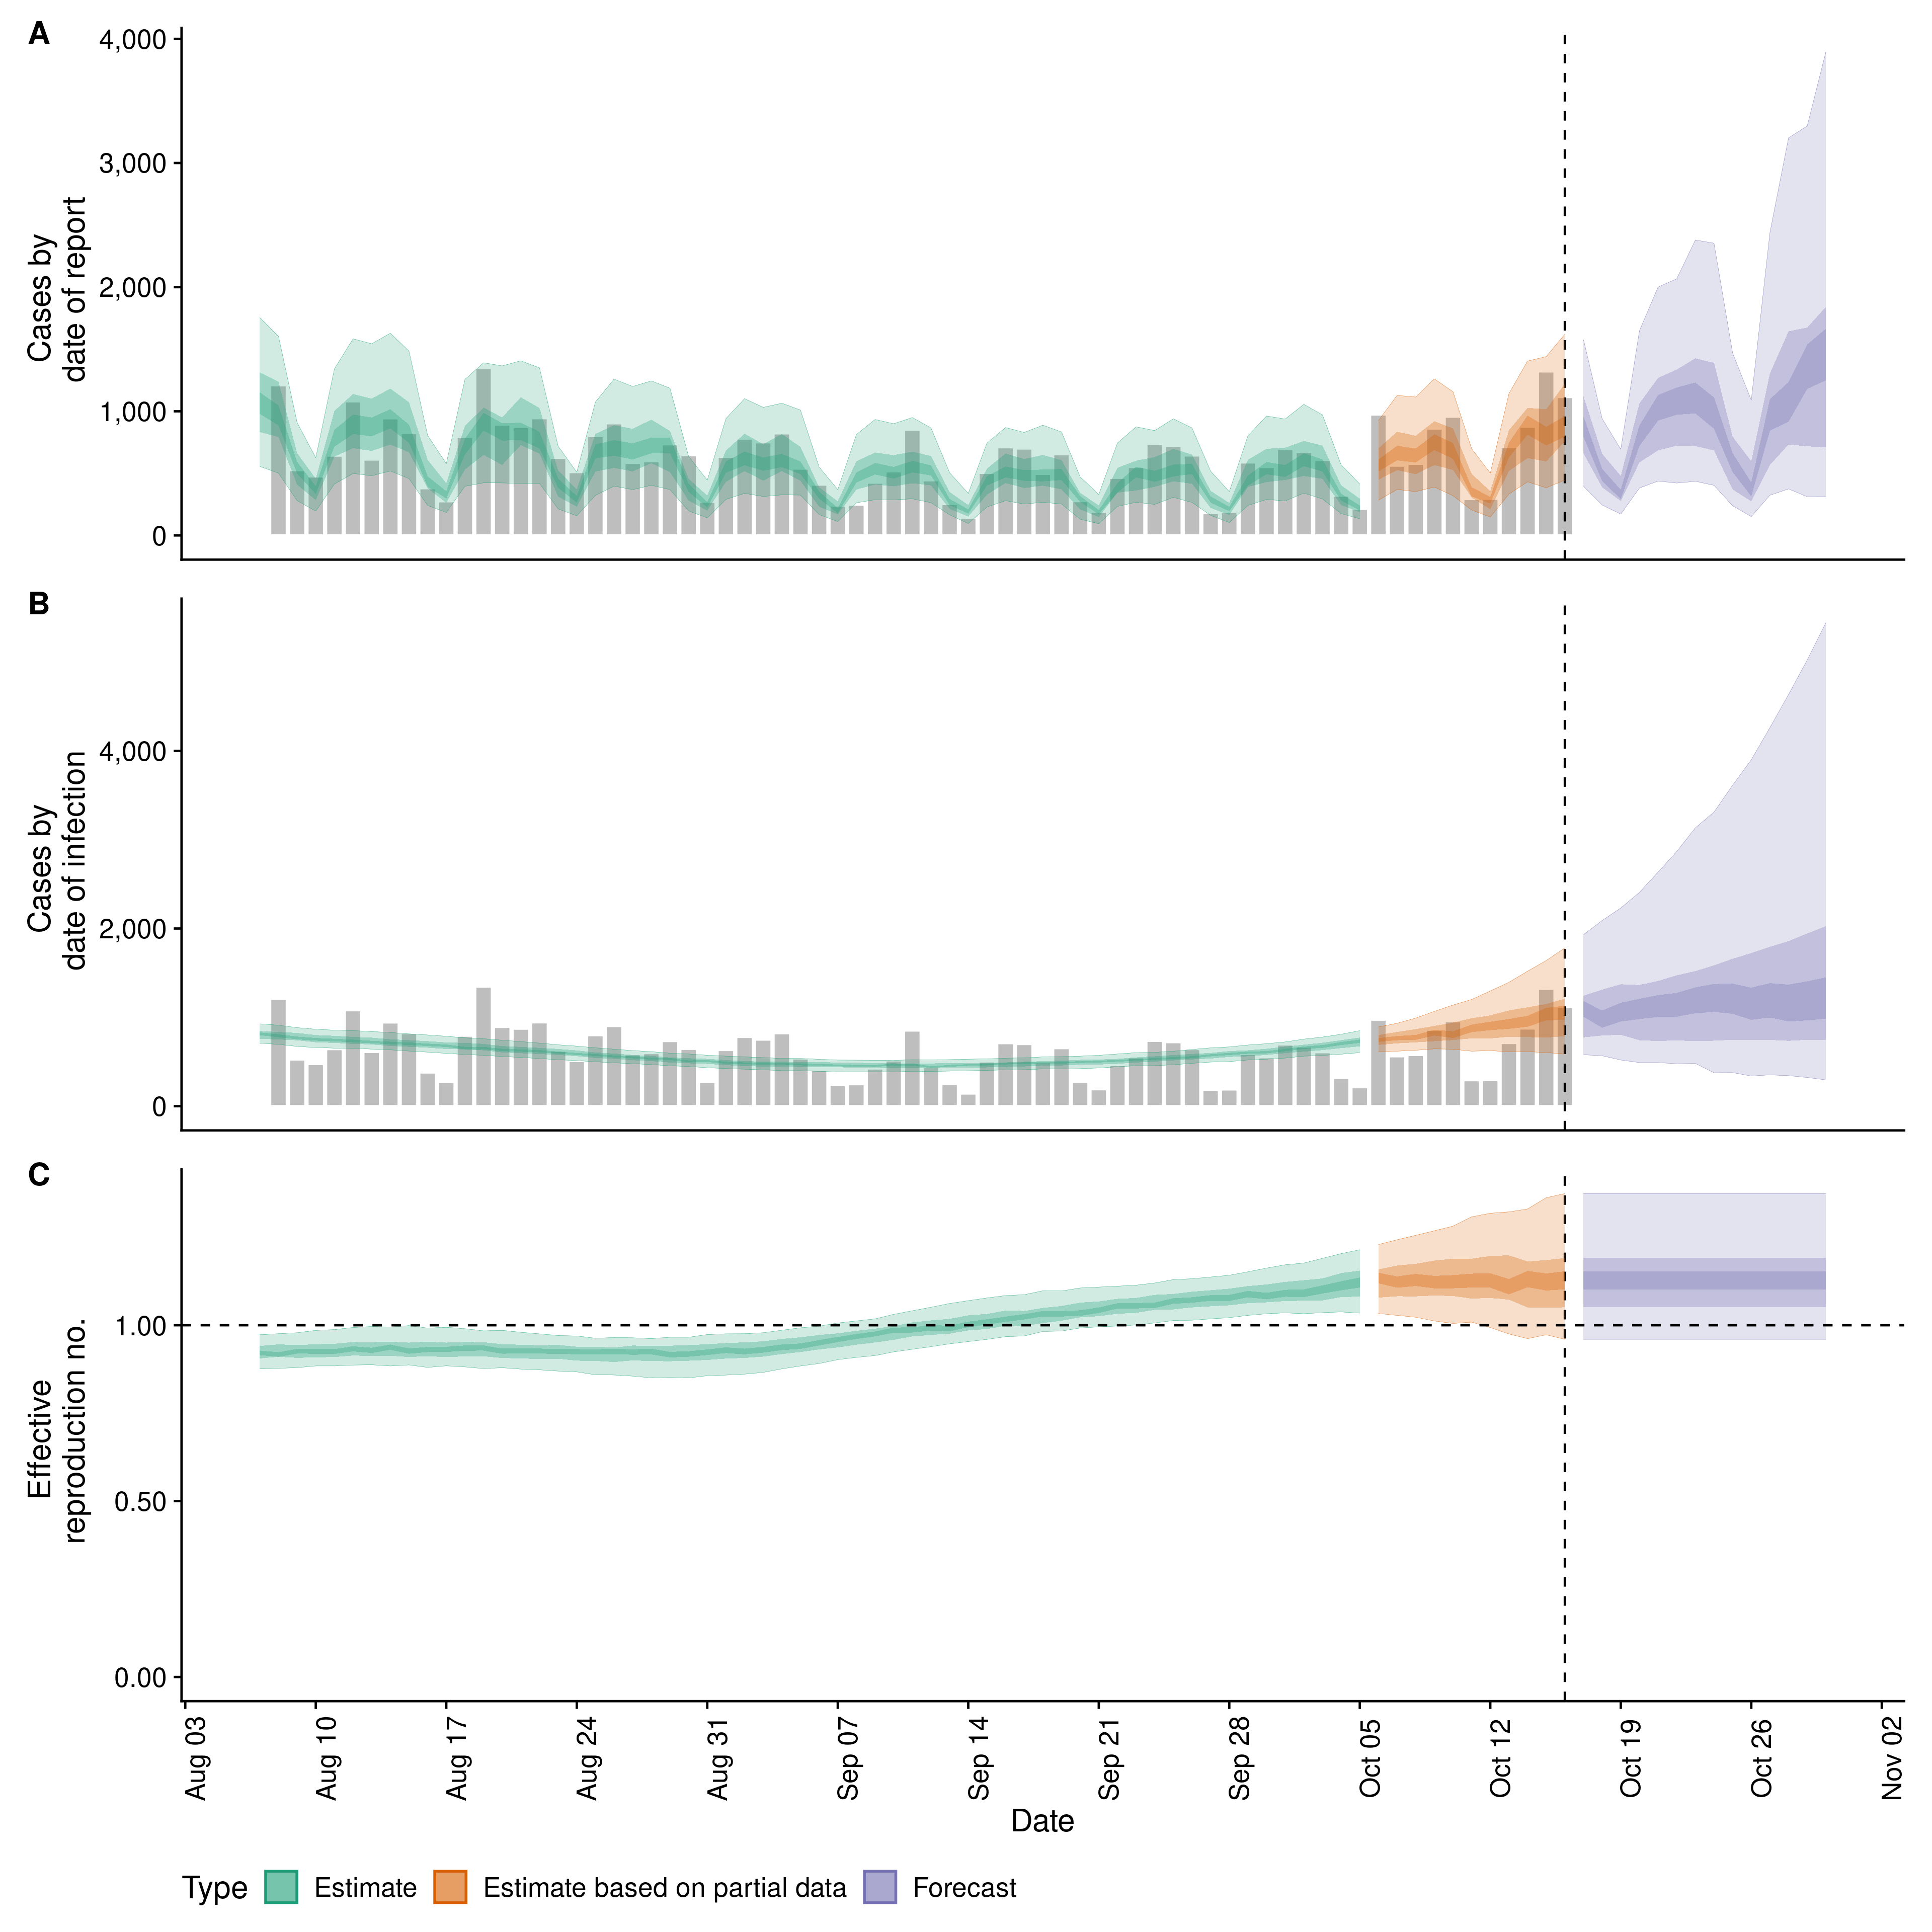 A
4,000
3,000
2,000
1,000
0
Cases by
date of report
B
4,000
2,000
0
Cases by
date of infection
C
1.00
0.50
0.00
Effective
reproduction no.
Aug 03
Aug 10
Aug 17
Aug 24
Aug 31
Sep 07
Sep 14
Sep 21
Sep 28
Oct 05
Oct 12
Oct 19
Oct 26
Nov 02
Date
Type Estimate Estimate based on partial data Forecast